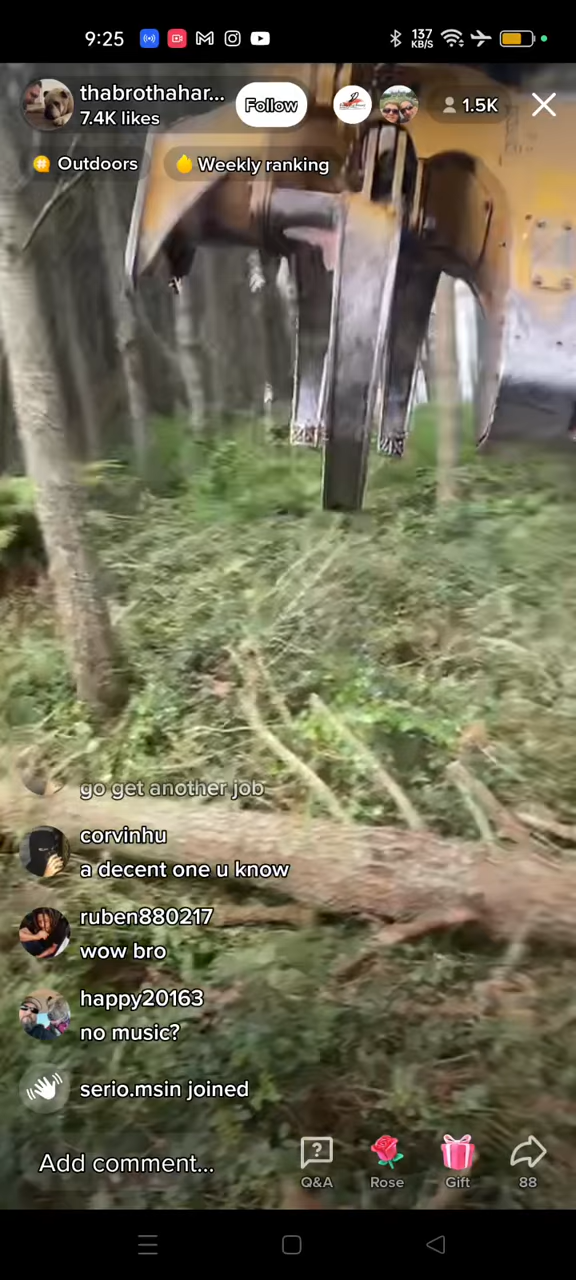 9:25
137
KB/S
thabrothahar...
7.4K likes
Follow
1.5K
Outdoors
Weekly ranking
go get another job
corvinhu
a decent one u know
ruben880217
wow bro
happy20163
no music?
serio.msin joined
Add comment...
Q&A
Rose
Gift
88